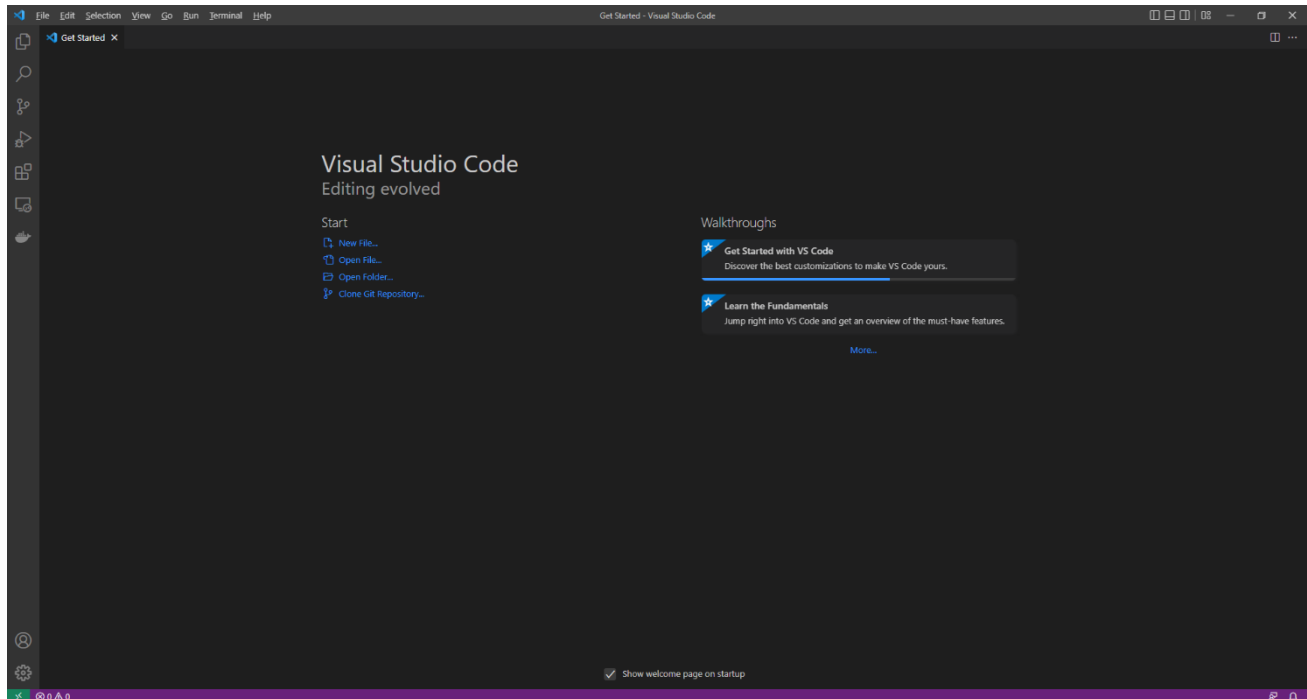 File Edit Selection View Go Run Terminal Help
Get Started - Visual Studio Code
Get Started
Visual Studio Code
Editing evolved
Start
New File...
Open File...
Open Folder...
Clone Git Repository...
Walkthroughs
Get Started with VS Code
Discover the best customizations to make VS Code yours.
Learn the Fundamentals
Jump right into VS Code and get an overview of the must-have features.
More...
Show welcome page on startup
0 0